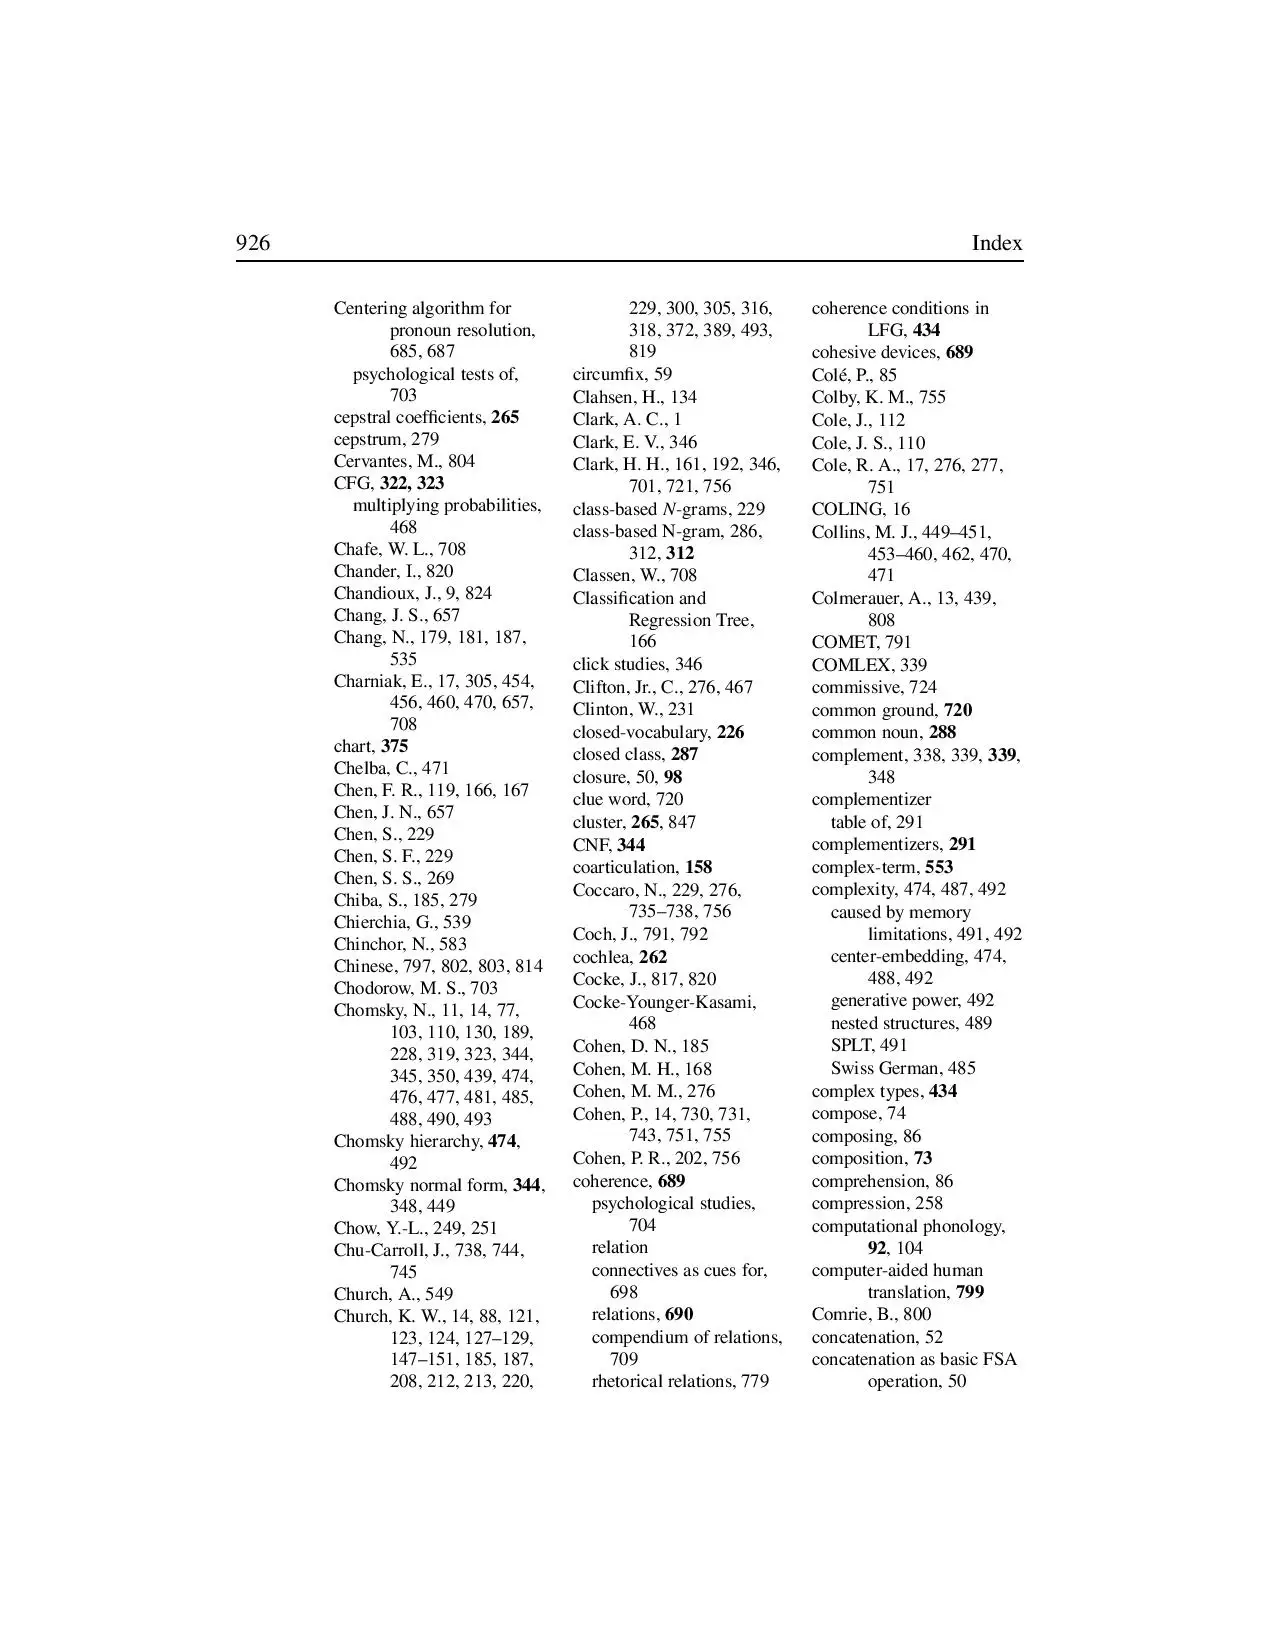 926
Index
Centering algorithm for
pronoun resolution,
685, 687
psychological tests of,
703
cepstral coefficients, 265
cepstrum, 279
Cervantes, M., 804
CFG, 322, 323
multiplying probabilities,
468
Chafe, W. L., 708
Chander, I., 820
Chandioux, J., 9, 824
Chang, J. S., 657
Chang, N., 179, 181, 187,
535
Charniak, E., 17, 305, 454,
456, 460, 470, 657,
708
chart, 375
Chelba, C., 471
Chen, F. R., 119, 166, 167
Chen, J. N., 657
Chen, S., 229
Chen, S. F., 229
Chen, S. S., 269
Chiba, S., 185, 279
Chierchia, G., 539
Chinchor, N., 583
Chinese, 797, 802, 803, 814
Chodorow, M. S., 703
Chomsky, N., 11, 14, 77,
103, 110, 130, 189,
228, 319, 323, 344,
345, 350, 439, 474,
476, 477, 481, 485,
488, 490, 493
Chomsky hierarchy, 474,
492
Chomsky normal form, 344,
348, 449
Chow, Y.-L., 249, 251
Chu-Carroll, J., 738, 744,
745
Church, A., 549
Church, K. W., 14, 88, 121,
123, 124, 127–129,
147–151, 185, 187,
208, 212, 213, 220,
229, 300, 305, 316,
318, 372, 389, 493,
819
circumfix, 59
Clahsen, H., 134
Clark, A. C., 1
Clark, E. V., 346
Clark, H. H., 161, 192, 346,
701, 721, 756
class-based N-grams, 229
class-based N-gram, 286,
312, 312
Classen, W., 708
Classification and
Regression Tree,
166
click studies, 346
Clifton, Jr., C., 276, 467
Clinton, W., 231
closed-vocabulary, 226
closed class, 287
closure, 50, 98
clue word, 720
cluster, 265, 847
CNF, 344
coarticulation, 158
Coccaro, N., 229, 276,
735–738, 756
Coch, J., 791, 792
cochlea, 262
Cocke, J., 817, 820
Cocke-Younger-Kasami,
468
Cohen, D. N., 185
Cohen, M. H., 168
Cohen, M. M., 276
Cohen, P., 14, 730, 731,
743, 751, 755
Cohen, P. R., 202, 756
coherence, 689
psychological studies,
704
relation
connectives as cues for,
698
relations, 690
compendium of relations,
709
rhetorical relations, 779
coherence conditions in
LFG, 434
cohesive devices, 689
Colé, P., 85
Colby, K. M., 755
Cole, J., 112
Cole, J. S., 110
Cole, R. A., 17, 276, 277,
751
COLING, 16
Collins, M. J., 449–451,
453–460, 462, 470,
471
Colmerauer, A., 13, 439,
808
COMET, 791
COMLEX, 339
commissive, 724
common ground, 720
common noun, 288
complement, 338, 339, 339,
348
complementizer
table of, 291
complementizers, 291
complex-term, 553
complexity, 474, 487, 492
caused by memory
limitations, 491, 492
center-embedding, 474,
488, 492
generative power, 492
nested structures, 489
SPLT, 491
Swiss German, 485
complex types, 434
compose, 74
composing, 86
composition, 73
comprehension, 86
compression, 258
computational phonology,
92, 104
computer-aided human
translation, 799
Comrie, B., 800
concatenation, 52
concatenation as basic FSA
operation, 50